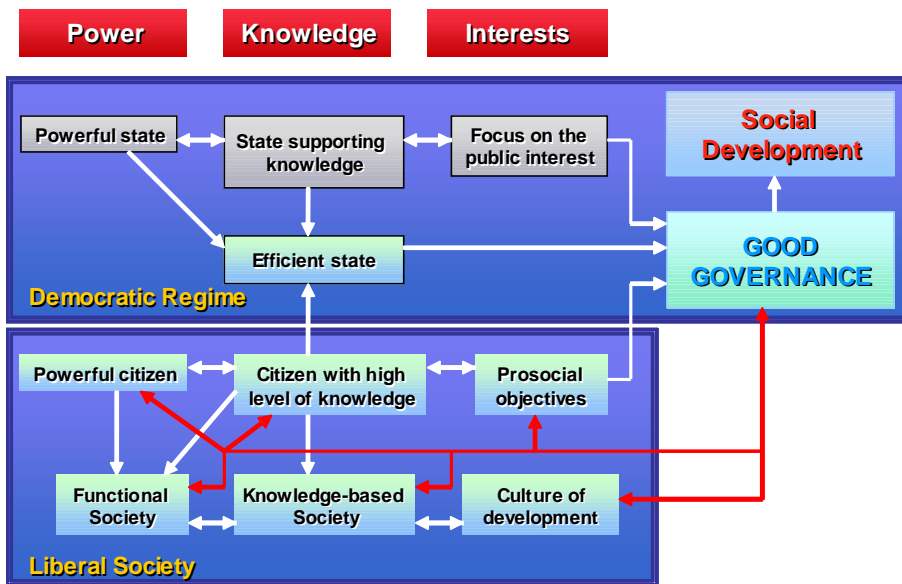 Power
Knowledge
Interests
Powerful state
State supporting
knowledge
Focus on the
public interest
Social
Development
Efficient state
GOOD
GOVERNANCE
Democratic Regime
Powerful citizen
Citizen with high
level of knowledge
Prosocial
objectives
Functional
Society
Knowledge-based
Society
Culture of
development
Liberal Society